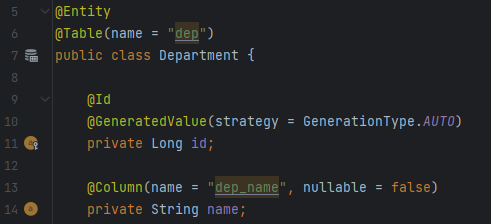 5 @Entity
6 @Table(name = "dep")
7 public class Department {
8
9 @Id
10 @GeneratedValue(strategy = GenerationType.AUTO)
11 private Long id;
12
13 @Column(name = "dep_name", nullable = false)
14 private String name;